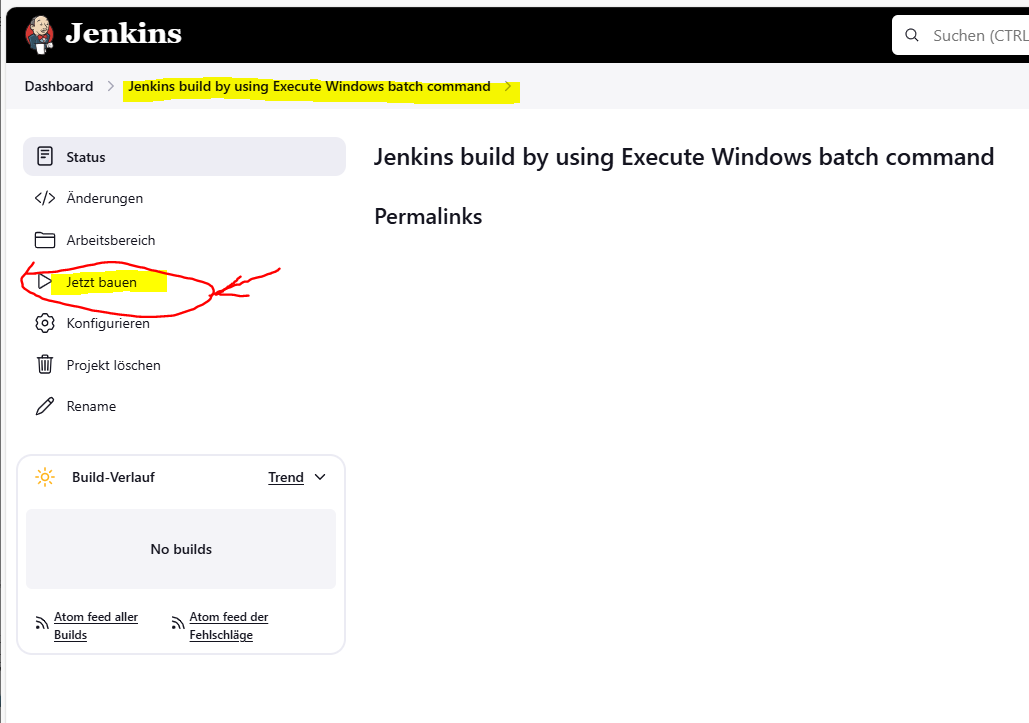 Jenkins
Suchen (CTRL
Dashboard
Jenkins build by using Execute Windows batch command
Status
Änderungen
Arbeitsbereich
Jetzt bauen
Konfigurieren
Projekt löschen
Rename
Jenkins build by using Execute Windows batch command
Permalinks
Build-Verlauf
Trend
No builds
Atom feed aller
Builds
Atom feed der
Fehlschläge